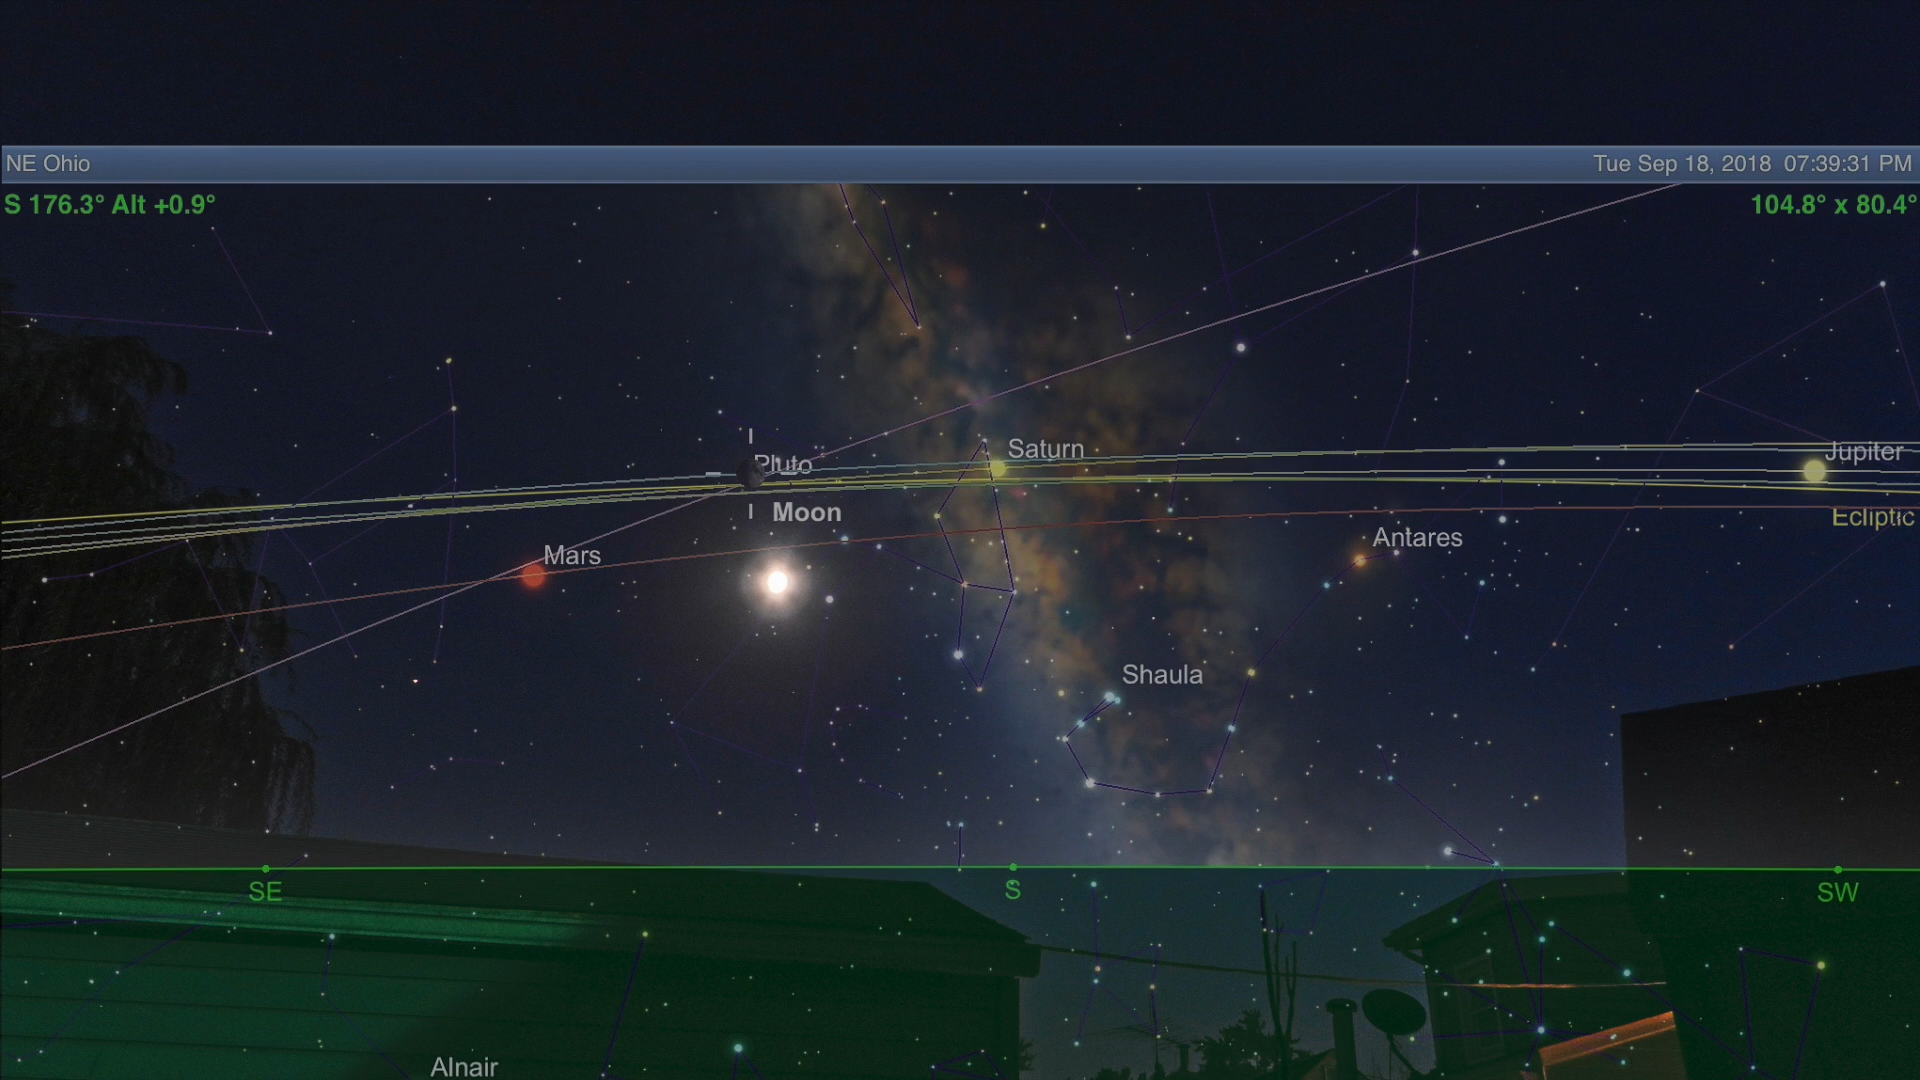 NE Ohio
Tue Sep 18, 2018 07:39:31 PM
S 176.3° Alt +0.9°
104.8° x 80.4°
Saturn
Jupiter
Pluto
Moon
Ecliptic
Antares
Mars
Shaula
SE
S
SW
Alnair